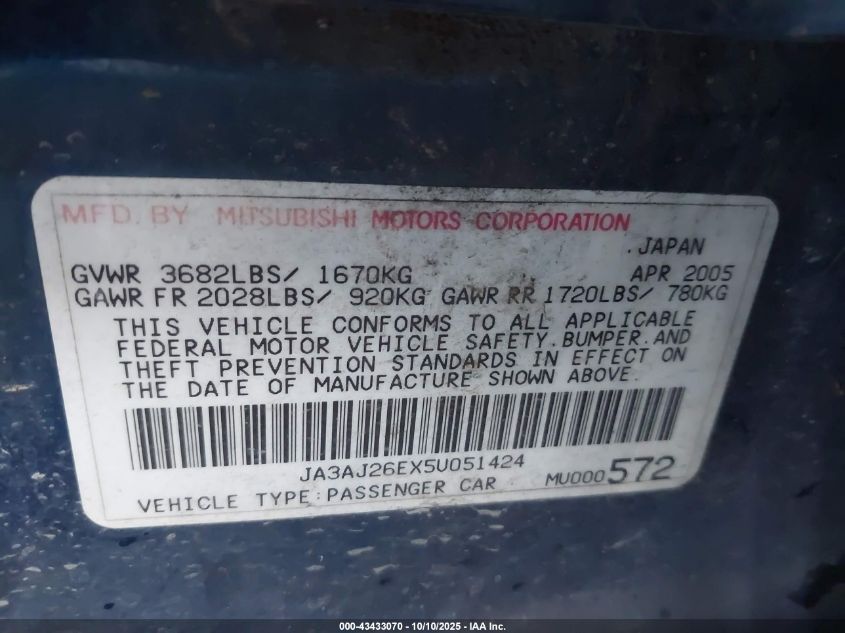 MFD. BY MITSUBISHI MOTORS CORPORATION
. JAPAN
GVWR 3682LBS/ 1670KG APR 2005
GAWR FR 2028LBS/ 920KG GAWR RR 1720LBS/ 780KG
THIS VEHICLE CONFORMS TO ALL APPLICABLE
FEDERAL MOTOR VEHICLE SAFETY.BUMPER.AND
THEFT PREVENTION STANDARDS IN EFFECT ON
THE DATE OF MANUFACTURE SHOWN ABOVE.
JA3AJ26EX5U051424
VEHICLE TYPE:PASSENGER CAR MU000572
000-43433070 | 10/10/2025 - IAA Inc.